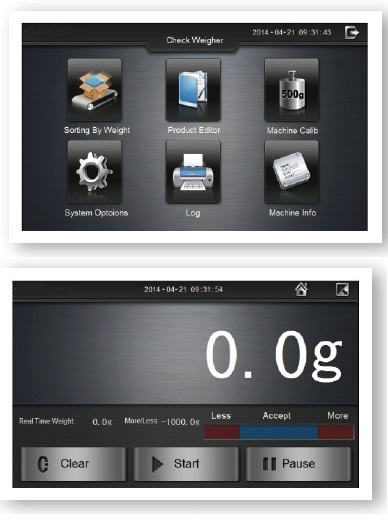 Check Weigher
2014-04-21 09:31:43
500g
Sorting By Weight
Product Editor
Machine Calib
System Optoions
Log
Machine Info
2014-04-21 09:31:54
0.0g
Real Time Weight: 0.0g More/Less: -1000.0g Less Accept More
Clear
Start
Pause